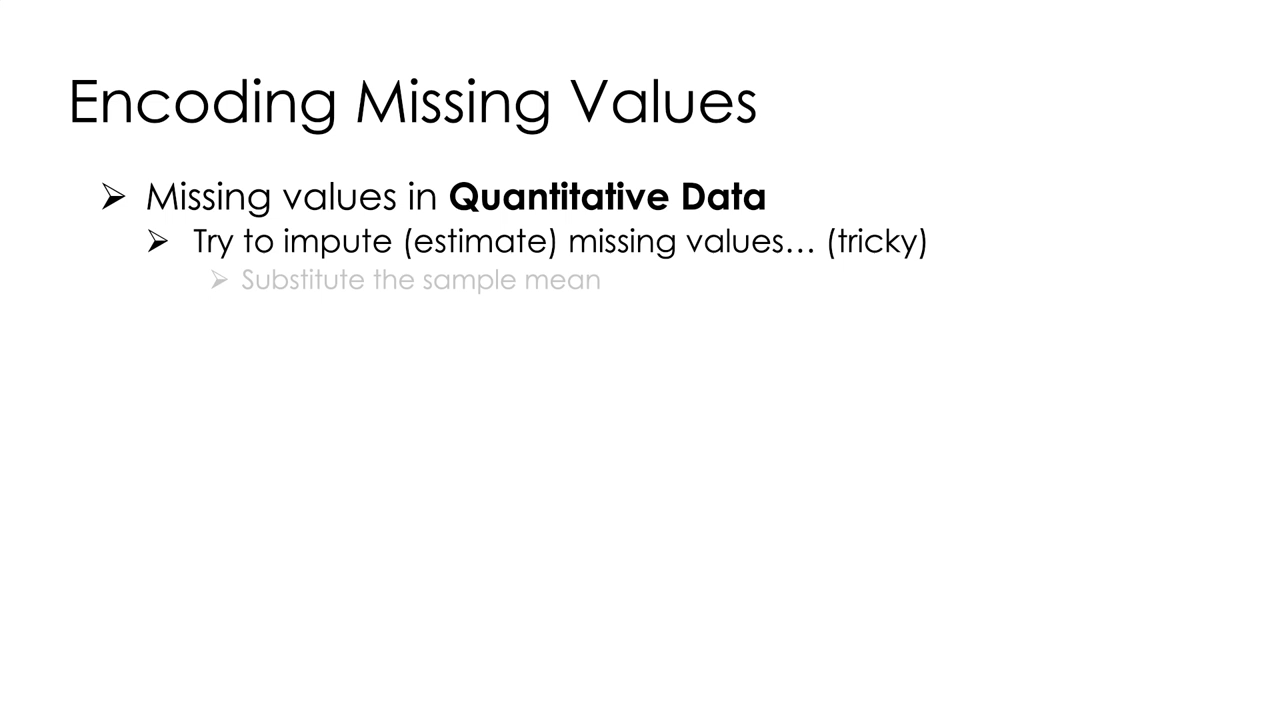 Encoding Missing Values
➢ Missing values in Quantitative Data
➢ Try to impute (estimate) missing values… (tricky)
➢ Substitute the sample mean